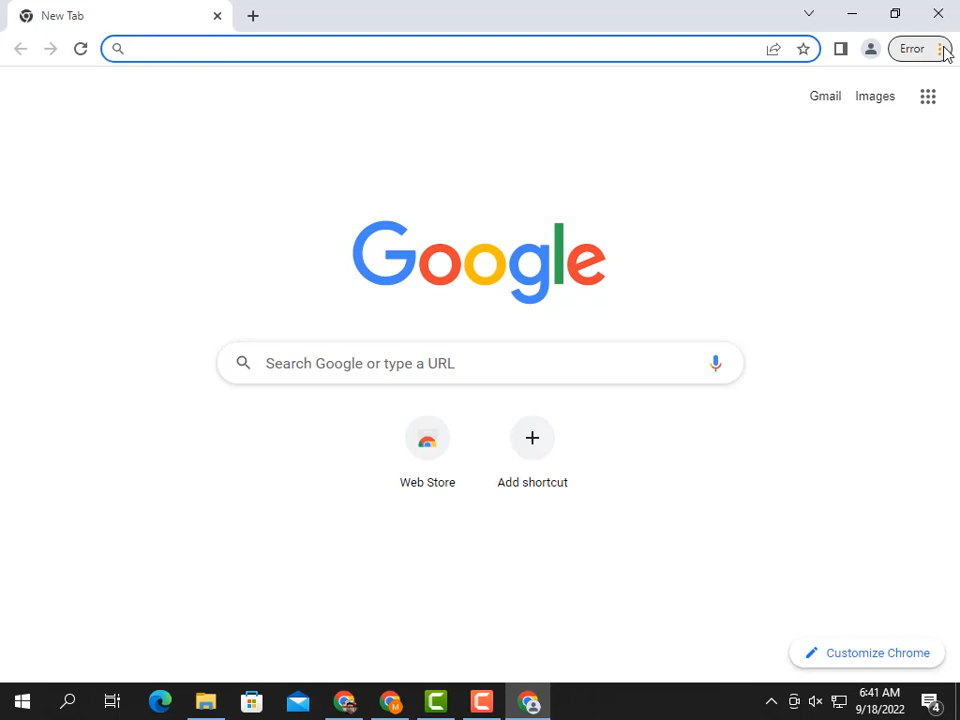 New Tab
Error
Gmail Images
Google
Search Google or type a URL
Web Store
Add shortcut
Customize Chrome
6:41 AM
9/18/2022
4